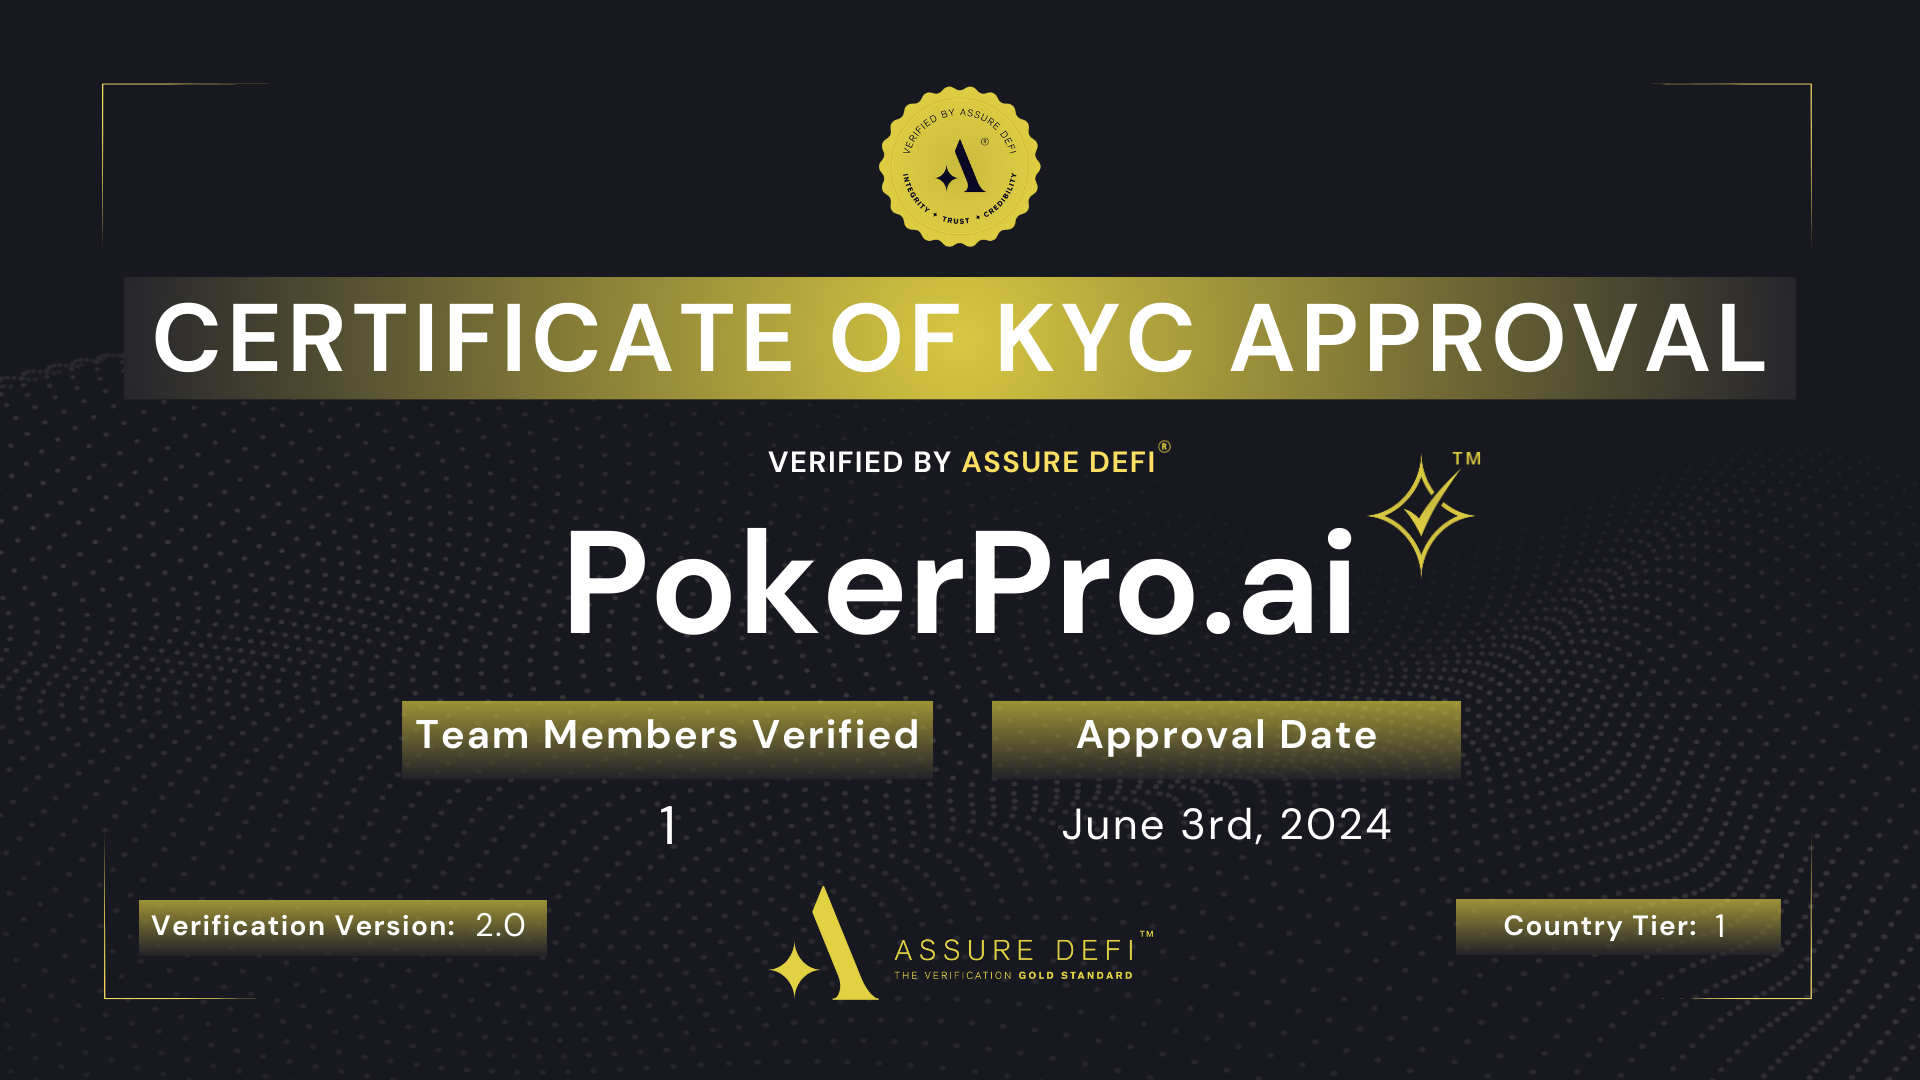 VERIFIED BY ASSURE DEFI
®
INTEGRITY ✦ TRUST ✦ CREDIBILITY
CERTIFICATE OF KYC APPROVAL
VERIFIED BY ASSURE DEFI®
PokerPro.ai
TM
Team Members Verified
Approval Date
1
June 3rd, 2024
Verification Version: 2.0
ASSURE DEFI™
THE VERIFICATION GOLD STANDARD
Country Tier: 1